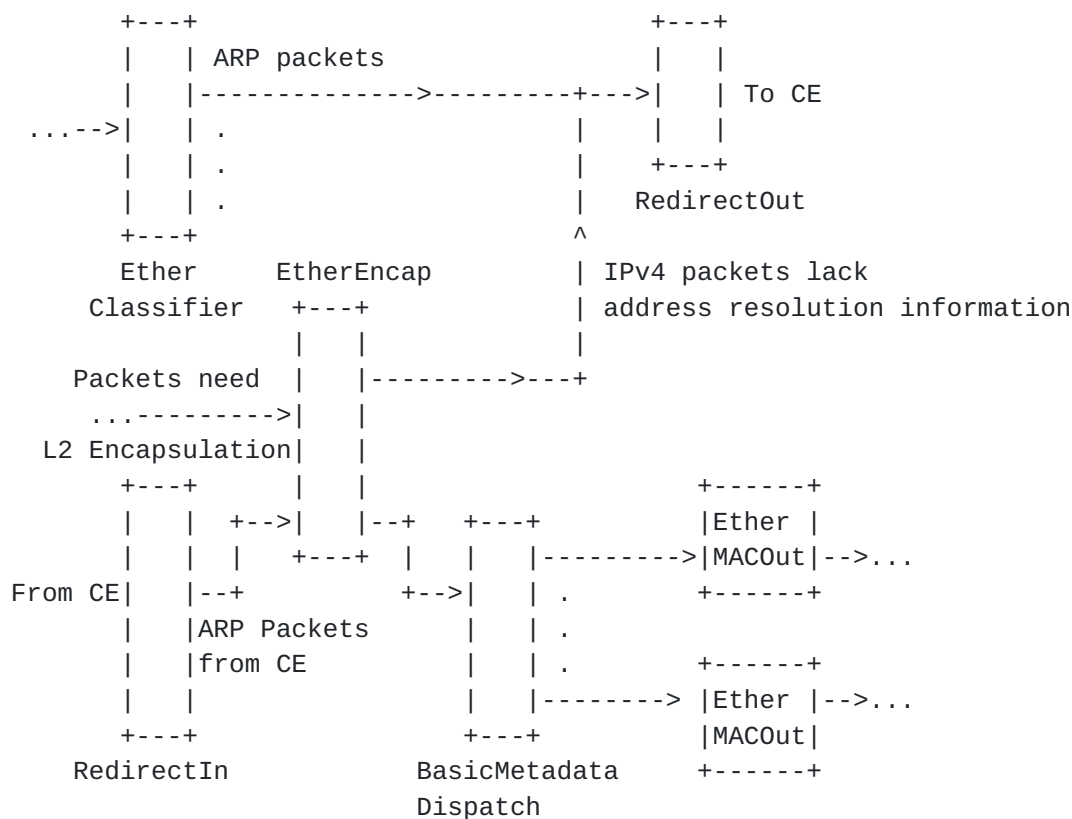 +---+                             +---+
       |   | ARP packets                 |   |
       |   |-------------->---------+--->|   | To CE
 ...-->|   | .                      |    |   |
       |   | .                      |    +---+
       |   | .                      |   RedirectOut
       +---+                        ^
       Ether     EtherEncap         | IPv4 packets lack
     Classifier   +---+             | address resolution information
                  |   |             |
    Packets need  |   |--------->---+
     ...--------->|   |
  L2 Encapsulation|   |
       +---+      |   |                     +------+
       |   |  +-->|   |--+   +---+          |Ether |
       |   |  |   +---+  |   |   |--------->|MACOut|-->...
From CE|   |--+          +-->|   | .        +------+
       |   |ARP Packets      |   | .
       |   |from CE          |   | .        +------+
       |   |                 |   |--------> |Ether |-->...
       +---+                 +---+          |MACOut|
    RedirectIn            BasicMetadata     +------+
                          Dispatch